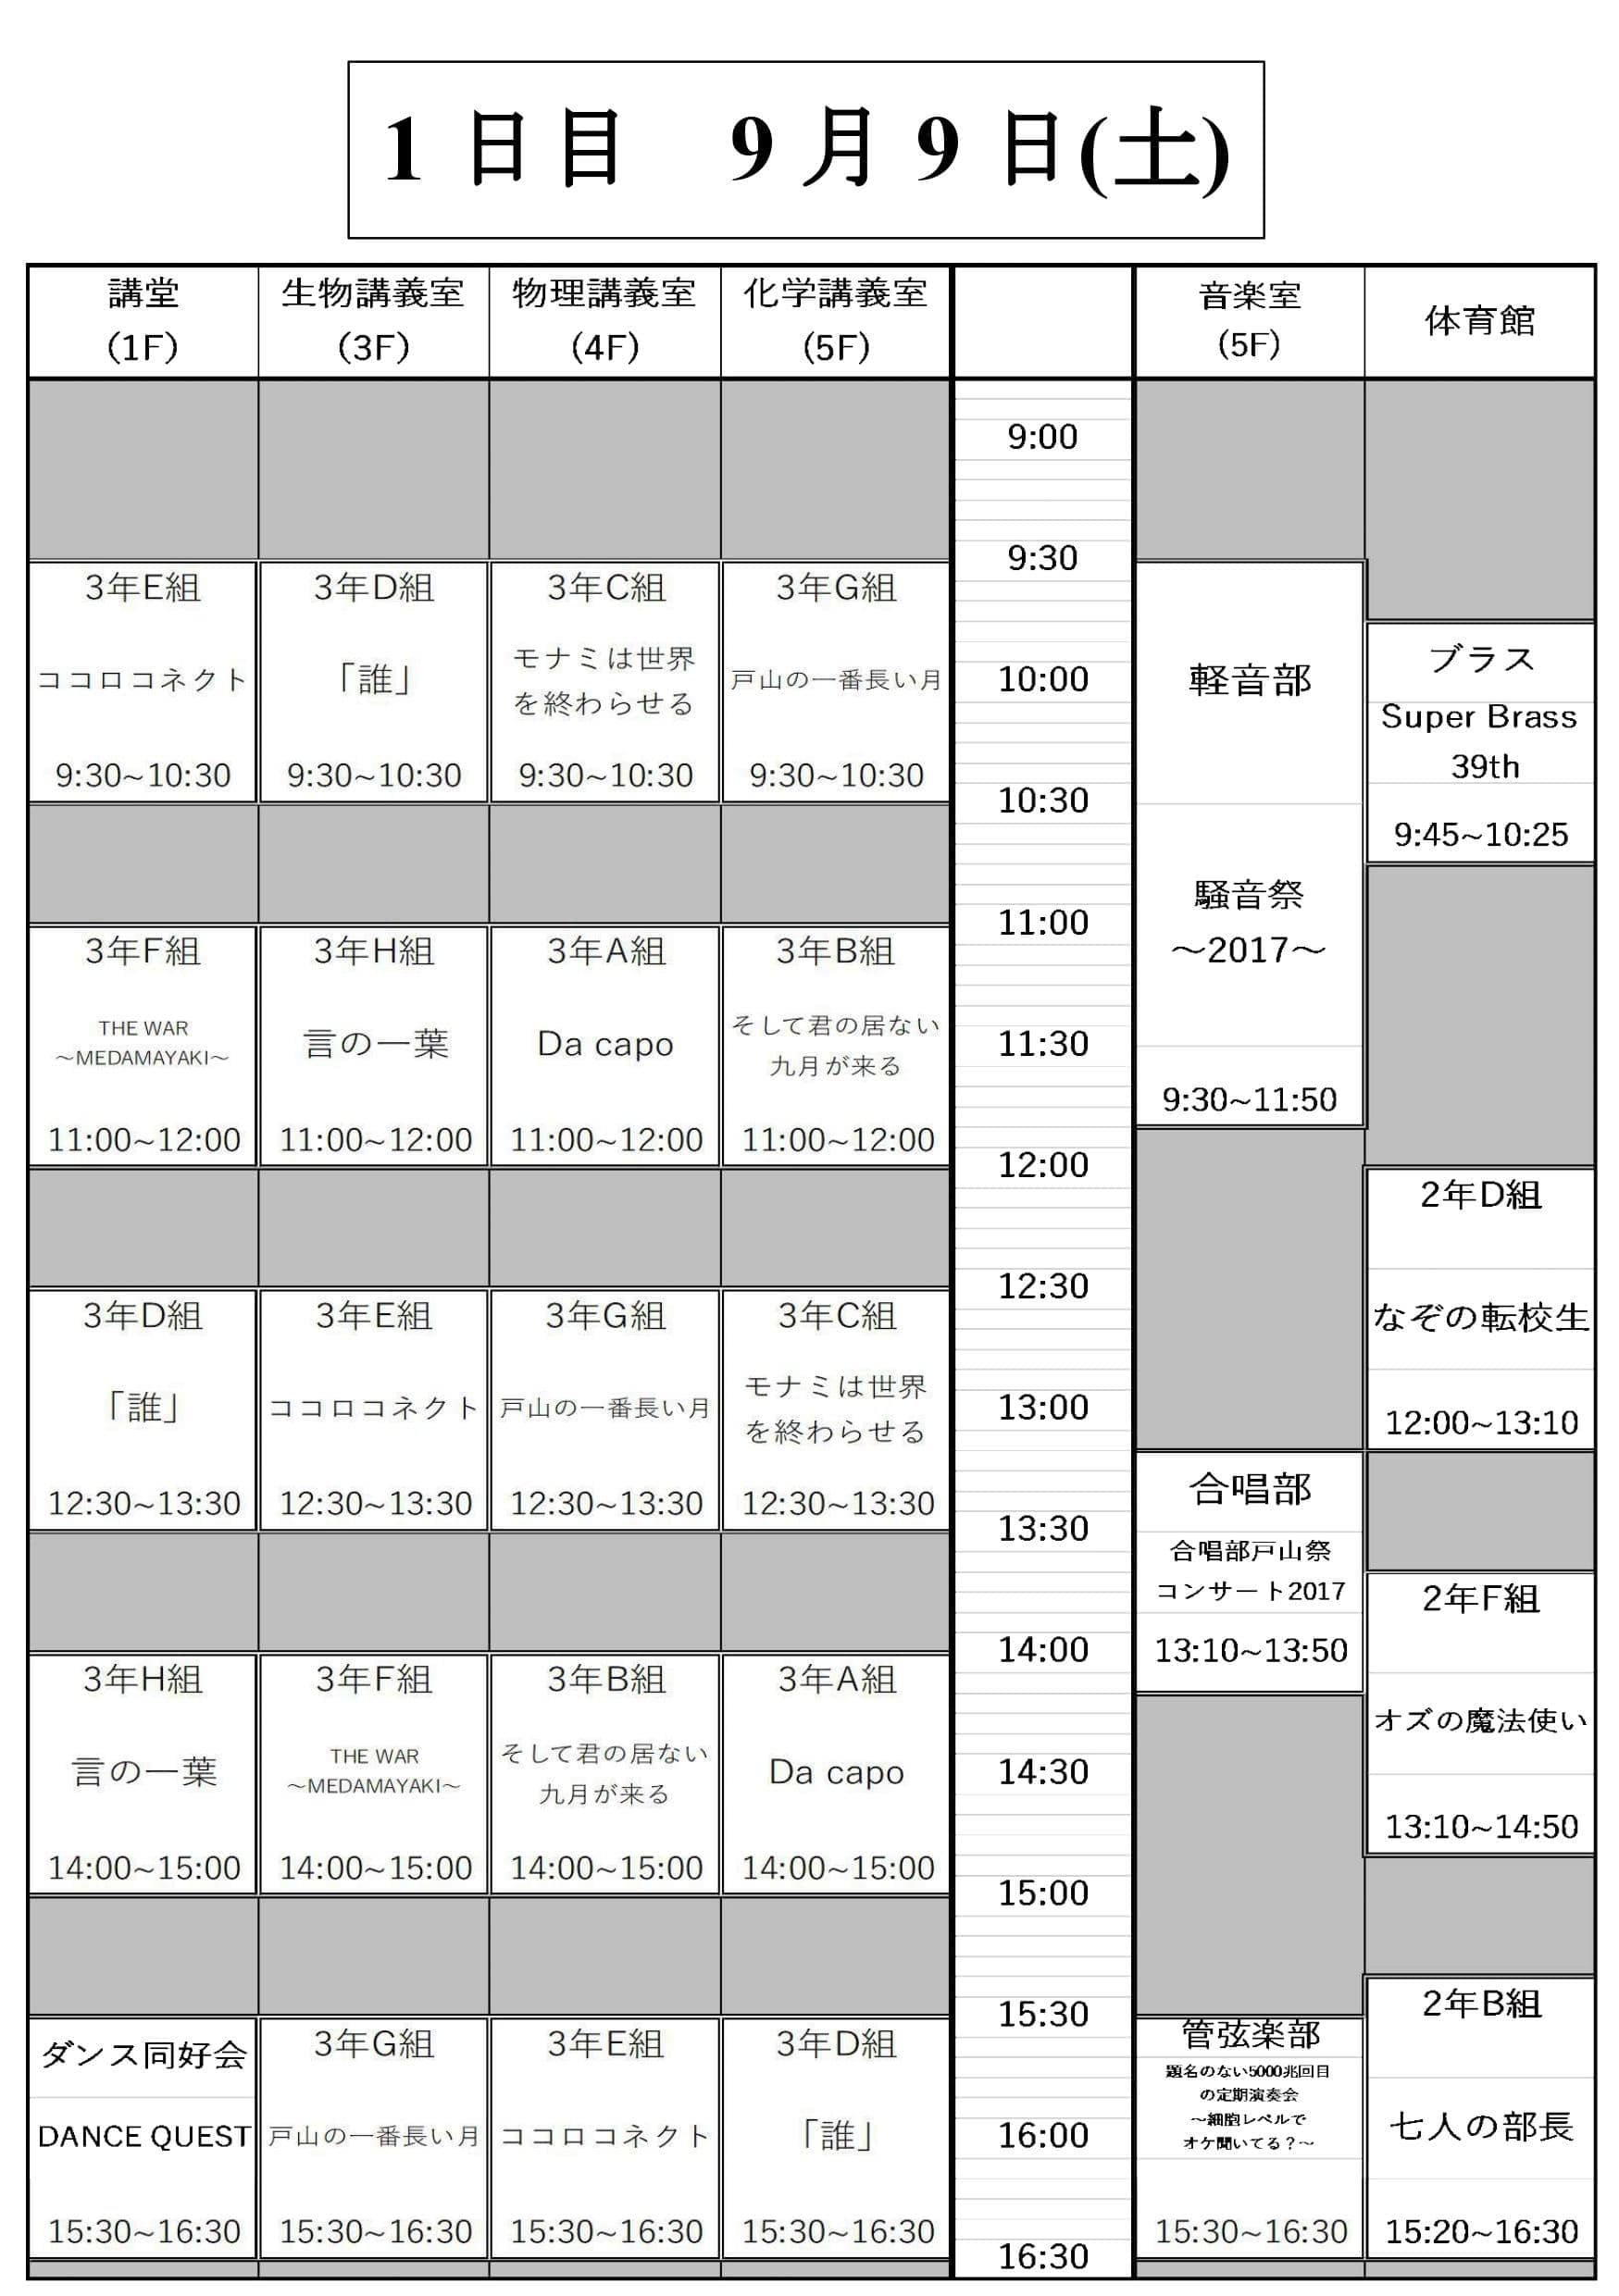 1日目　9月9日(土)
講堂
(1F)
生物講義室
(3F)
物理講義室
(4F)
化学講義室
(5F)
音楽室
(5F)
体育館
9:00
9:30
10:00
10:30
11:00
11:30
12:00
12:30
13:00
13:30
14:00
14:30
15:00
15:30
16:00
16:30
3年E組
ココロコネクト
9:30~10:30
3年D組
「誰」
9:30~10:30
3年C組
モナミは世界
を終わらせる
9:30~10:30
3年G組
戸山の一番長い月
9:30~10:30
軽音部
騒音祭
～2017～
9:30~11:50
ブラス
Super Brass
39th
9:45~10:25
3年F組
THE WAR
～MEDAMAYAKI～
11:00~12:00
3年H組
言の一葉
11:00~12:00
3年A組
Da capo
11:00~12:00
3年B組
そして君の居ない
九月が来る
11:00~12:00
2年D組
なぞの転校生
12:00~13:10
3年D組
「誰」
12:30~13:30
3年E組
ココロコネクト
12:30~13:30
3年G組
戸山の一番長い月
12:30~13:30
3年C組
モナミは世界
を終わらせる
12:30~13:30
合唱部
合唱部戸山祭
コンサート2017
13:10~13:50
2年F組
オズの魔法使い
13:10~14:50
3年H組
言の一葉
14:00~15:00
3年F組
THE WAR
～MEDAMAYAKI～
14:00~15:00
3年B組
そして君の居ない
九月が来る
14:00~15:00
3年A組
Da capo
14:00~15:00
ダンス同好会
DANCE QUEST
15:30~16:30
3年G組
戸山の一番長い月
15:30~16:30
3年E組
ココロコネクト
15:30~16:30
3年D組
「誰」
15:30~16:30
管弦楽部
題名のない5000兆回目
の定期演奏会
～細胞レベルで
オケ聞いてる？～
15:30~16:30
2年B組
七人の部長
15:20~16:30